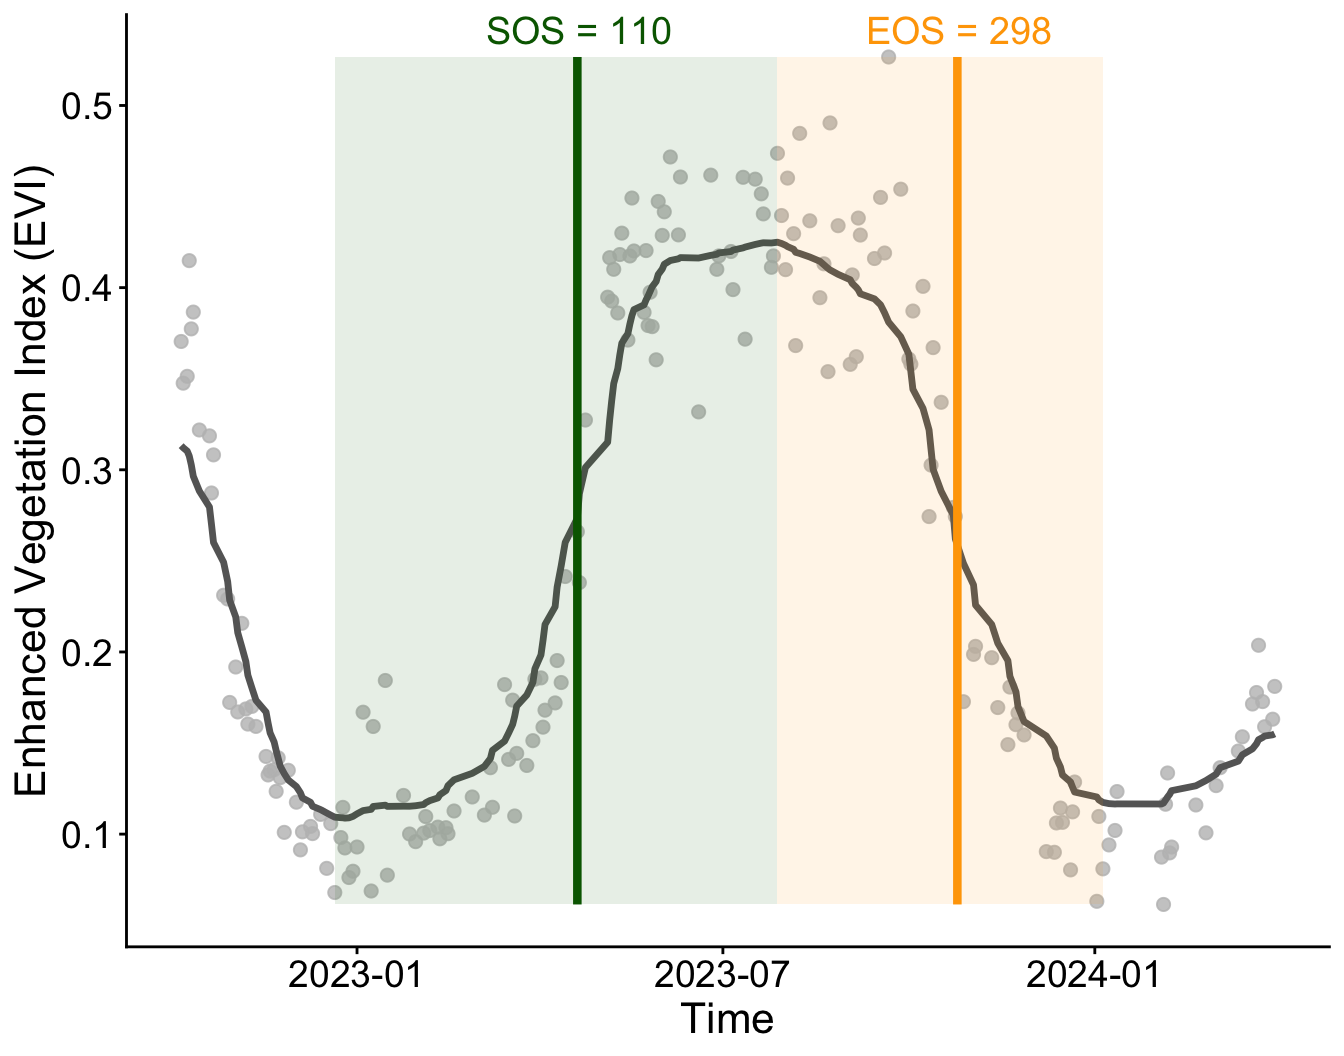 SOS = 110
EOS = 298
Enhanced Vegetation Index (EVI)
0.5
0.4
0.3
0.2
0.1
2023-01
2023-07
2024-01
Time